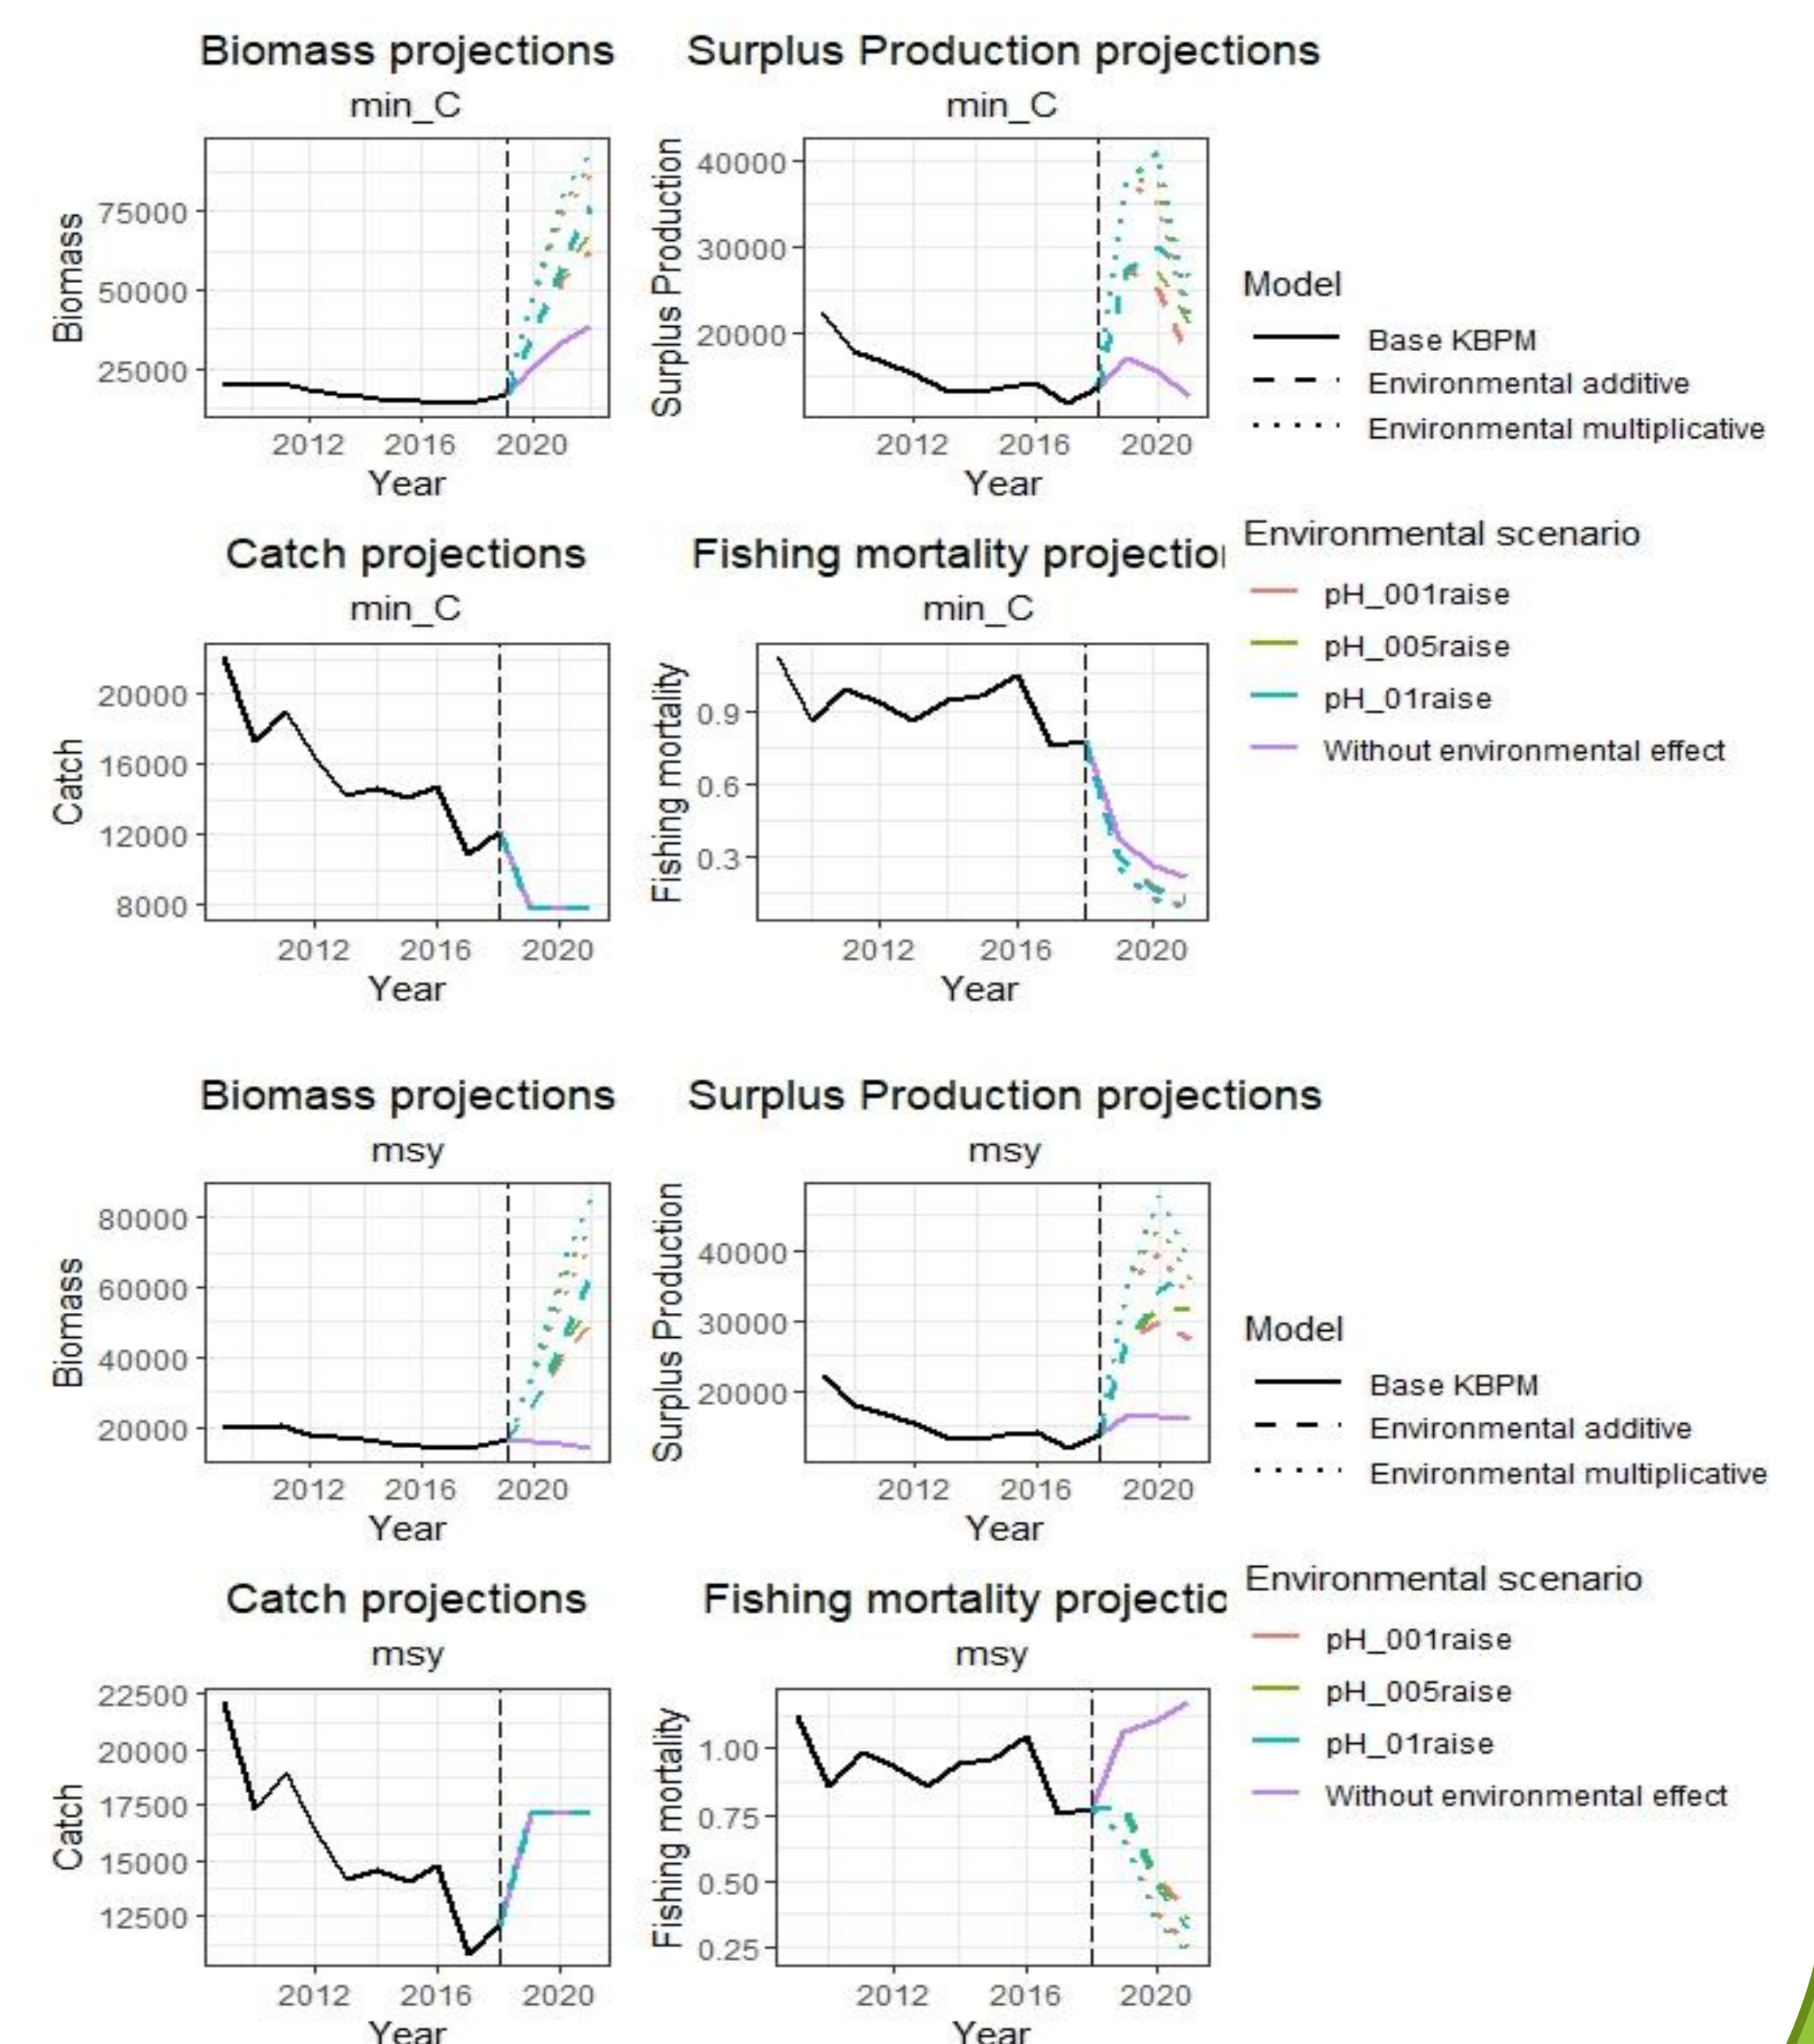 Biomass projections
min_C
Biomass
75000
50000
25000
2012 2016 2020
Year
Surplus Production projections
min_C
Surplus Production
40000
30000
20000
2012 2016 2020
Year
Model
Base KBPM
Environmental additive
Environmental multiplicative
Environmental scenario
pH_001raise
pH_005raise
pH_01raise
Without environmental effect
Catch projections
min_C
Catch
20000
16000
12000
8000
2012 2016 2020
Year
Fishing mortality projection
min_C
Fishing mortality
0.9
0.6
0.3
2012 2016 2020
Year
Biomass projections
msy
Biomass
80000
60000
40000
20000
2012 2016 2020
Year
Surplus Production projections
msy
Surplus Production
40000
30000
20000
2012 2016 2020
Year
Model
Base KBPM
Environmental additive
Environmental multiplicative
Environmental scenario
pH_001raise
pH_005raise
pH_01raise
Without environmental effect
Catch projections
msy
Catch
22500
20000
17500
15000
12500
2012 2016 2020
Year
Fishing mortality projectio
msy
Fishing mortality
1.00
0.75
0.50
0.25
2012 2016 2020
Year